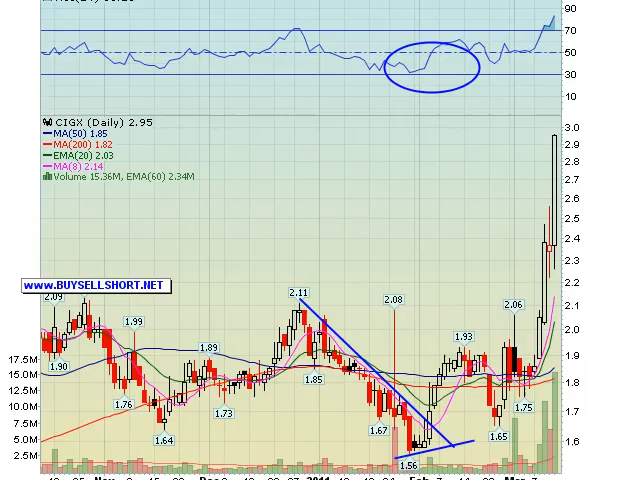 90
70
50
30
10
CIGX (Daily) 2.95
MA(50) 1.85
MA(200) 1.82
EMA(20) 2.03
MA(8) 2.14
Volume 15.36M, EMA(60) 2.34M
3.0
2.9
2.8
2.7
2.6
2.5
2.4
2.3
2.2
2.1
2.0
1.9
1.8
1.7
1.6
www.BUYSELLSHORT.NET
2.09
2.11
2.08
2.06
1.99
1.93
1.89
1.90
1.85
1.76
1.73
1.75
1.67
1.64
1.65
1.56
17.5M
15.0M
12.5M
10.0M
7.5M
5.0M
2.5M